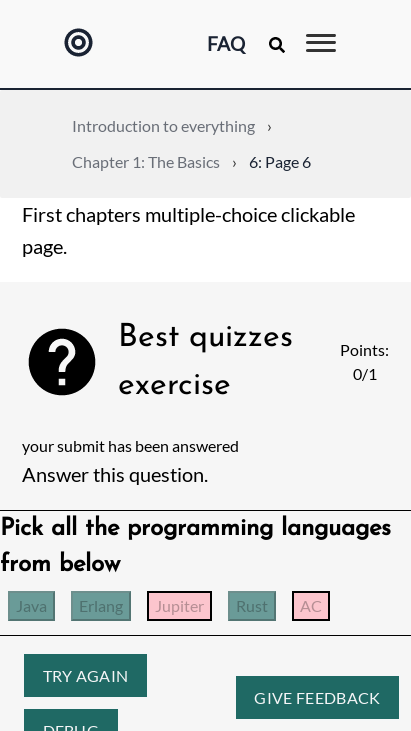 FAQ
Introduction to everything ›
Chapter 1: The Basics › 6: Page 6
First chapters multiple-choice clickable
page.
Best quizzes
exercise
Points:
0/1
your submit has been answered
Answer this question.
Pick all the programming languages
from below
Java Erlang Jupiter Rust AC
TRY AGAIN
GIVE FEEDBACK
DEBUG